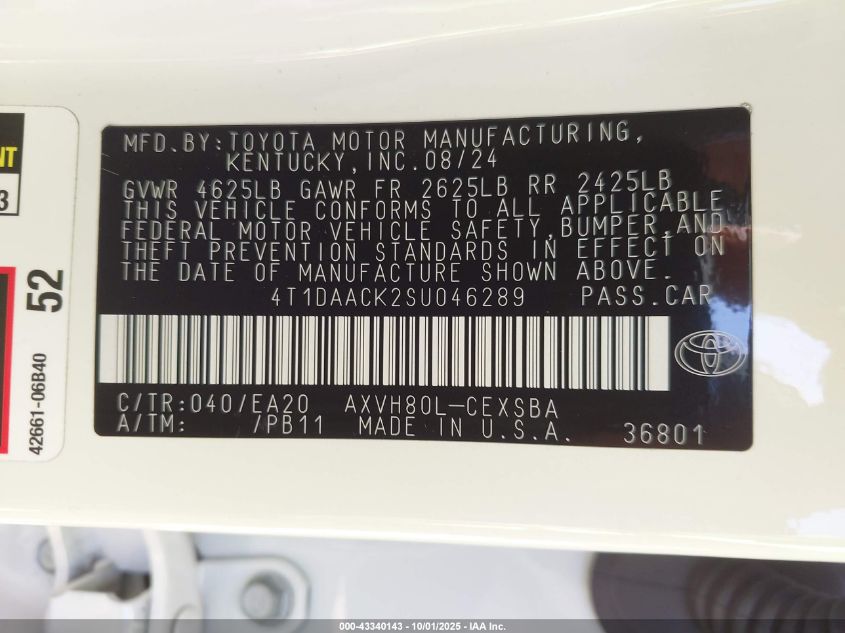 MFD.BY:TOYOTA MOTOR MANUFACTURING,
KENTUCKY,INC.08/24
GVWR 4625LB GAWR FR 2625LB RR 2425LB
THIS VEHICLE CONFORMS TO ALL APPLICABLE
FEDERAL MOTOR VEHICLE SAFETY,BUMPER,AND
THEFT PREVENTION STANDARDS IN EFFECT ON
THE DATE OF MANUFACTURE SHOWN ABOVE.
4T1DAACK2SU046289 PASS.CAR
C/TR:040/EA20 AXVH80L-CEXSBA
A/TM: /PB11 MADE IN U.S.A. 36801
NT
3
52
42661-06B40
000-43340143 - 10/01/2025 - IAA Inc.